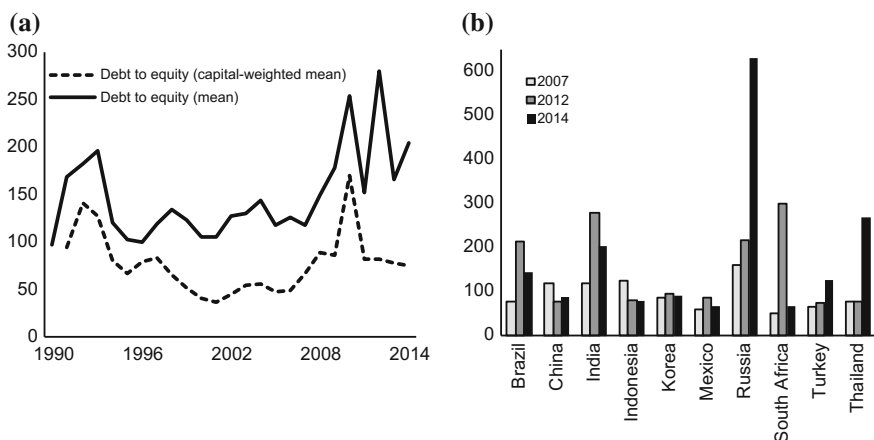 (a)
300
250
200
150
100
50
0
Debt to equity (capital-weighted mean)
Debt to equity (mean)
1990 1996 2002 2008 2014
(b)
600
500
400
300
200
100
0
2007
2012
2014
Brazil
China
India
Indonesia
Korea
Mexico
Russia
South Africa
Turkey
Thailand